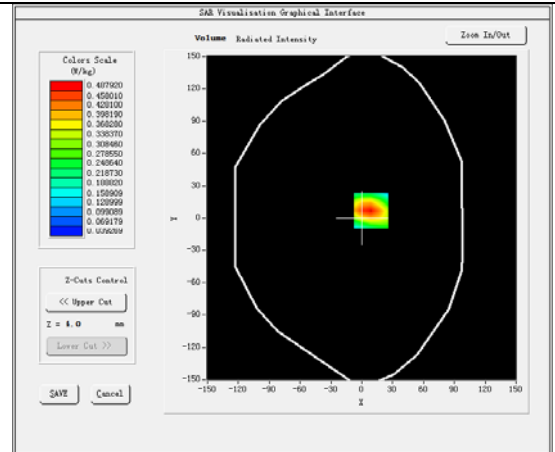 SAR Visualisation Graphical Interface
Volume Radiated Intensity
Zoom In/Out
Colors Scale
(W/kg)
0.487920
0.458010
0.428100
0.398190
0.368280
0.338370
0.308460
0.278550
0.248640
0.218730
0.188820
0.158909
0.128999
0.099089
0.069179
0.039269
Z-Cuts Control
<< Upper Cut
Z = 4.0 mm
Lower Cut >>
SAVE Cancel
150
120
90
60
30
0
-30
-60
-90
-120
-150
Y
-150 -120 -90 -60 -30 0 30 60 90 120 150
X